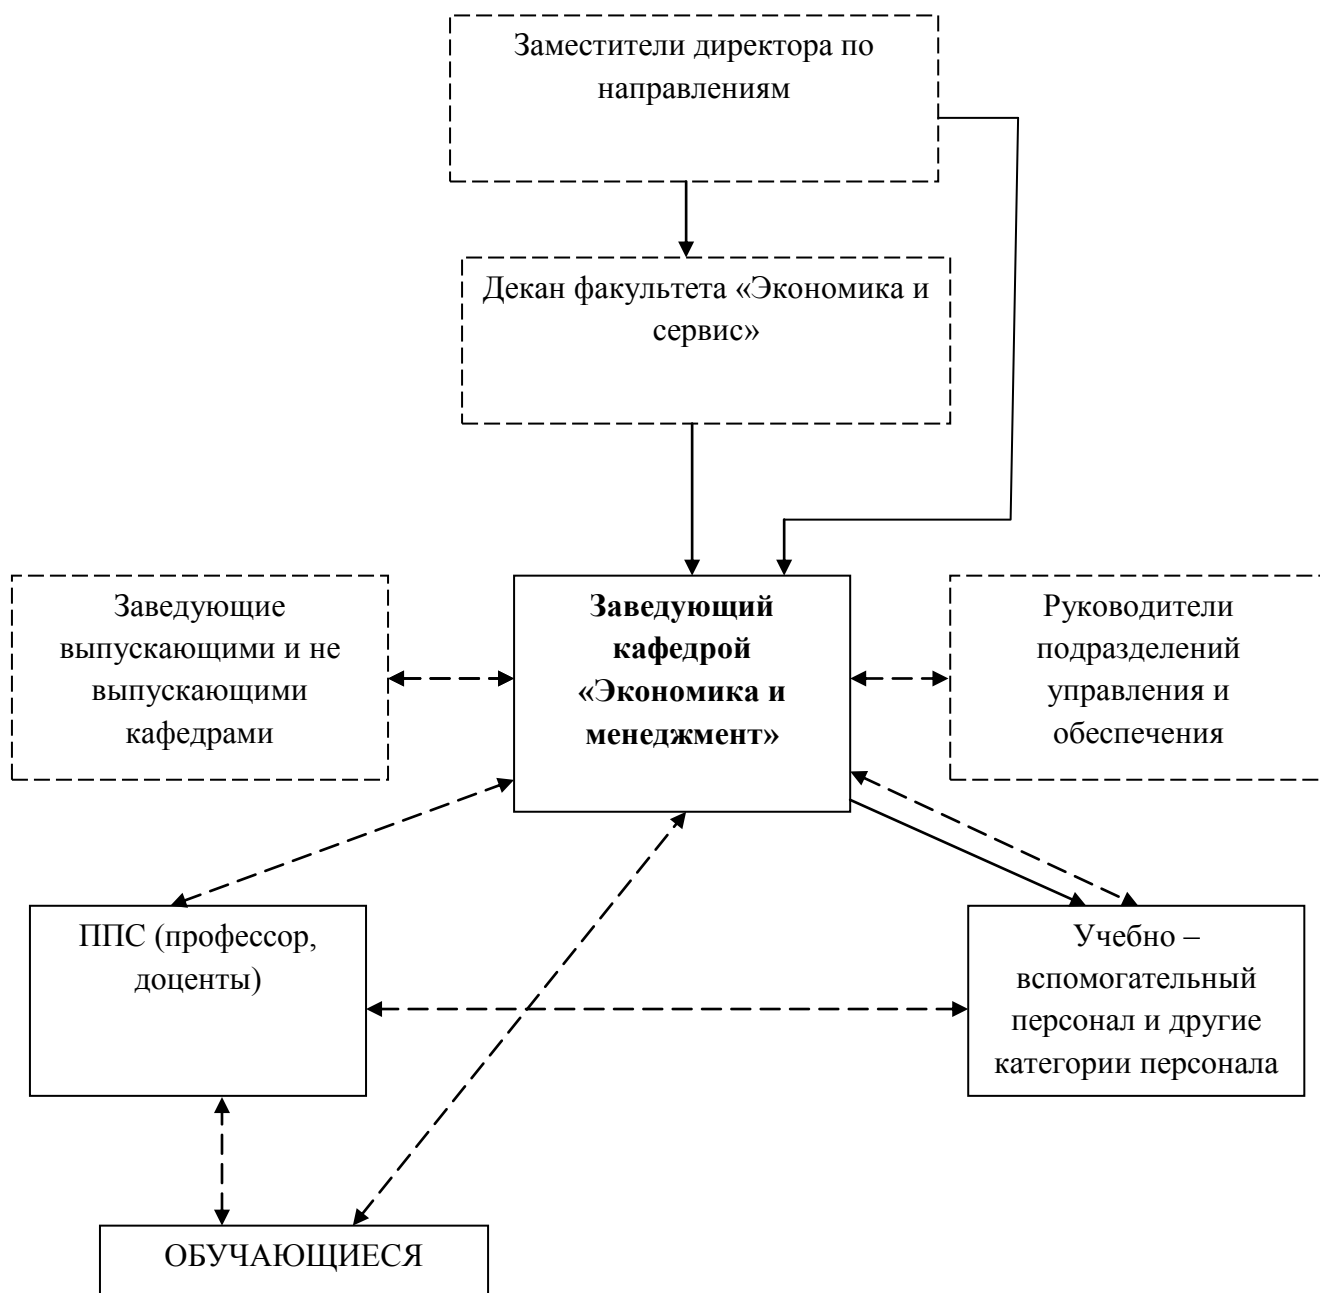 Заместители директора по
направлениям
Декан факультета «Экономика и
сервис»
Заведующие
выпускающими и не
выпускающими
кафедрами
Заведующий
кафедрой
«Экономика и
менеджмент»
Руководители
подразделений
управления и
обеспечения
ППС (профессор,
доценты)
Учебно –
вспомогательный
персонал и другие
категории персонала
ОБУЧАЮЩИЕСЯ